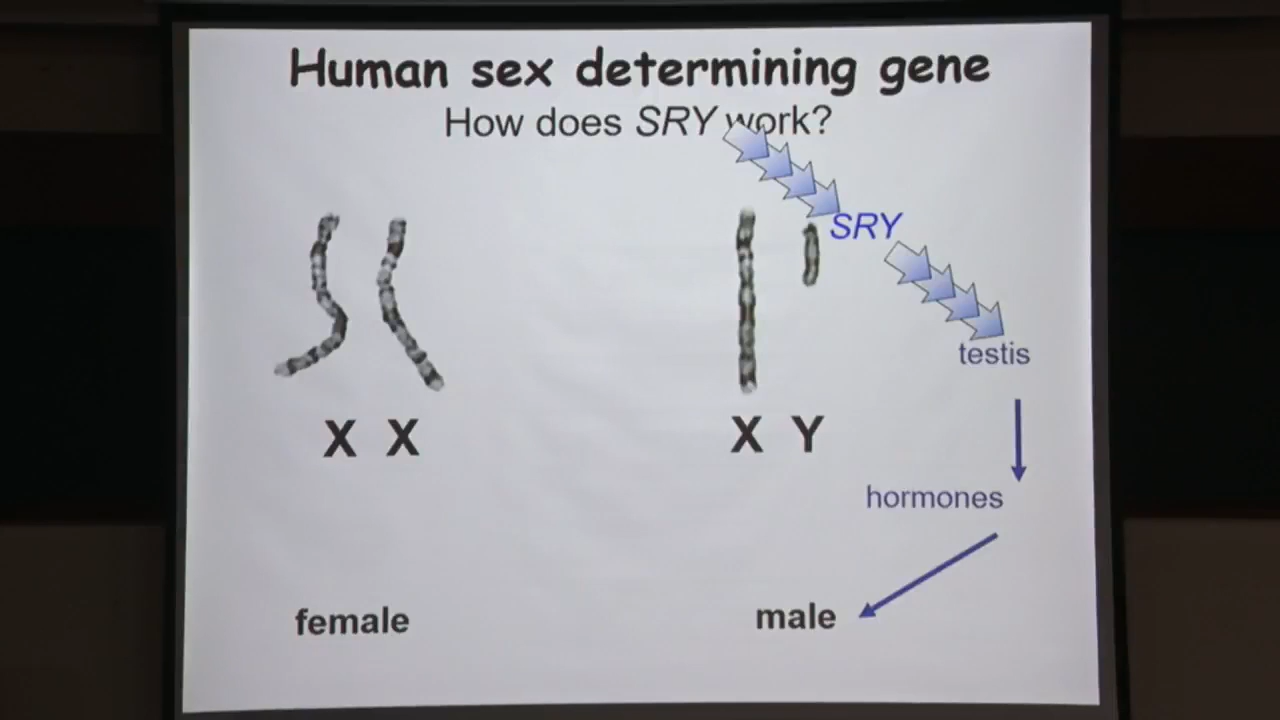 Human sex determining gene
How does SRY work?
SRY
testis
X X
X Y
hormones
female
male